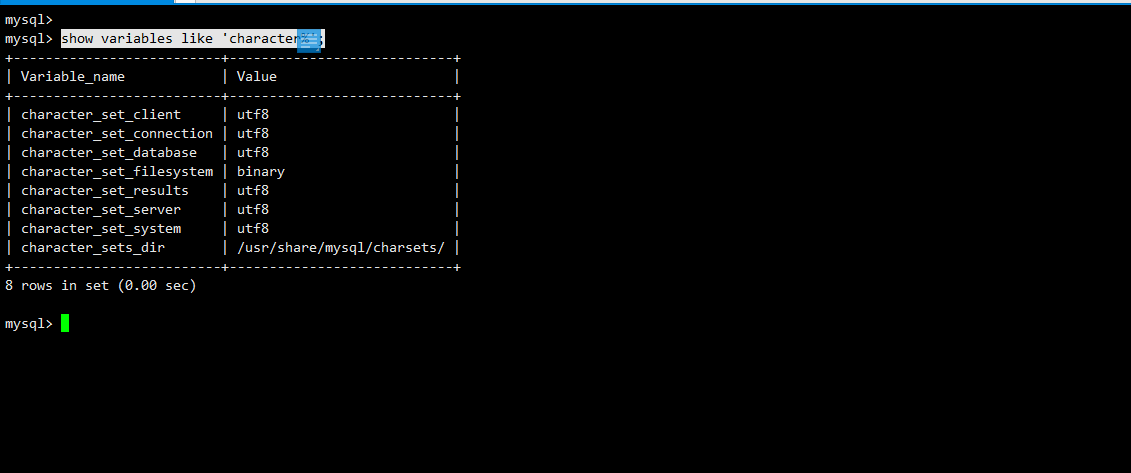 mysql>
mysql> show variables like 'character
+--------------------------+----------------------------+
| Variable_name            | Value                      |
+--------------------------+----------------------------+
| character_set_client     | utf8                       |
| character_set_connection | utf8                       |
| character_set_database   | utf8                       |
| character_set_filesystem | binary                     |
| character_set_results    | utf8                       |
| character_set_server     | utf8                       |
| character_set_system     | utf8                       |
| character_sets_dir       | /usr/share/mysql/charsets/ |
+--------------------------+----------------------------+
8 rows in set (0.00 sec)
mysql>